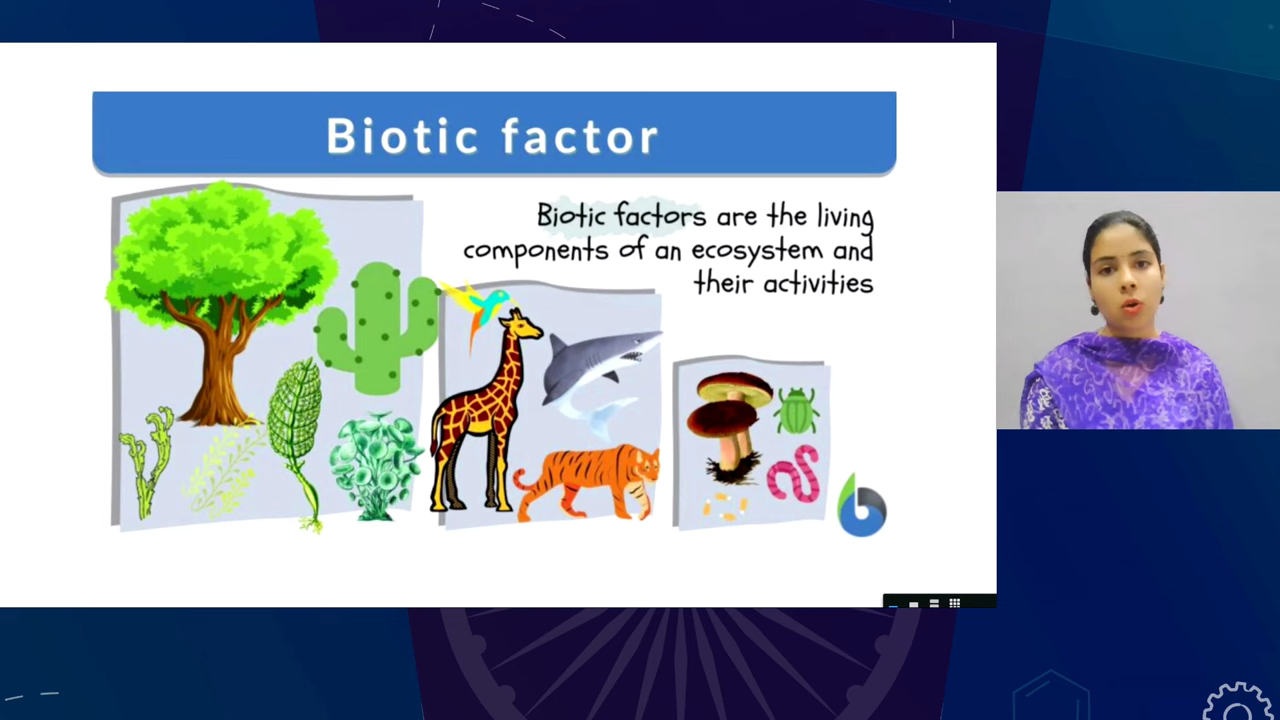 Biotic factor
Biotic factors are the living
components of an ecosystem and
their activities